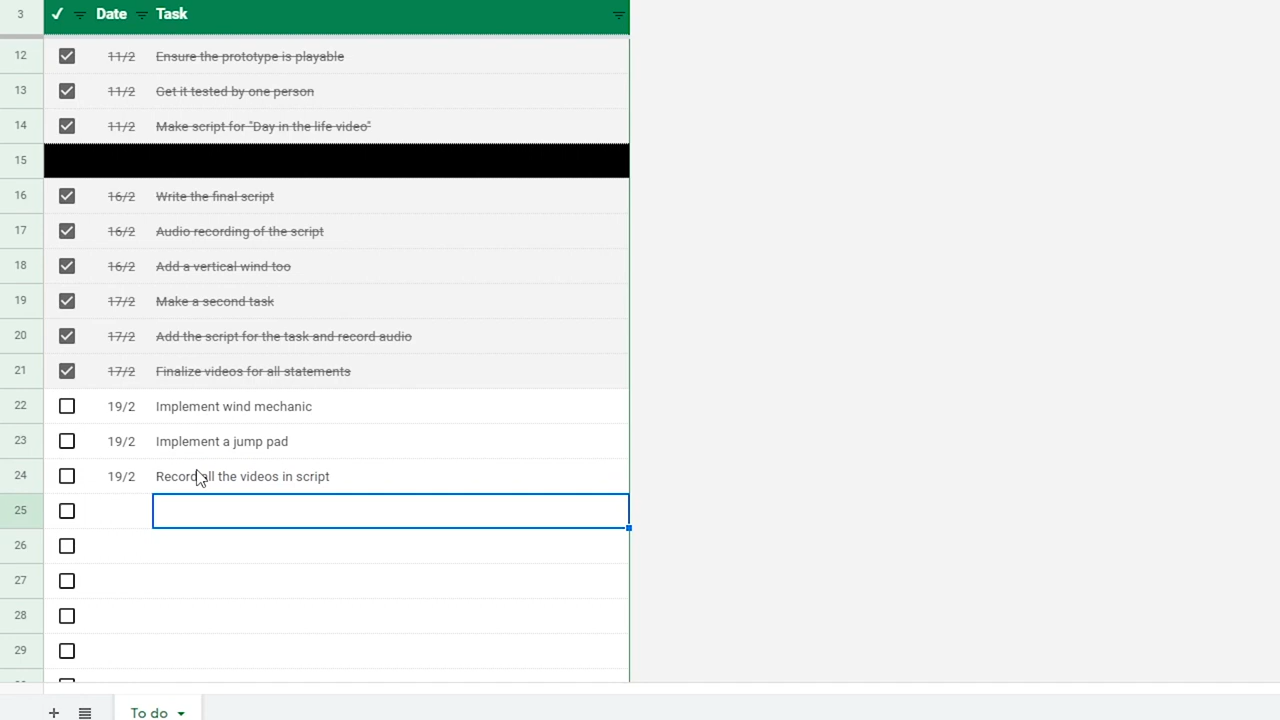 3 ✓ Date Task
12 11/2 Ensure the prototype is playable
13 11/2 Get it tested by one person
14 11/2 Make script for "Day in the life video"
15
16 16/2 Write the final script
17 16/2 Audio recording of the script
18 16/2 Add a vertical wind too
19 17/2 Make a second task
20 17/2 Add the script for the task and record audio
21 17/2 Finalize videos for all statements
22 19/2 Implement wind mechanic
23 19/2 Implement a jump pad
24 19/2 Record all the videos in script
25
26
27
28
29
+ To do